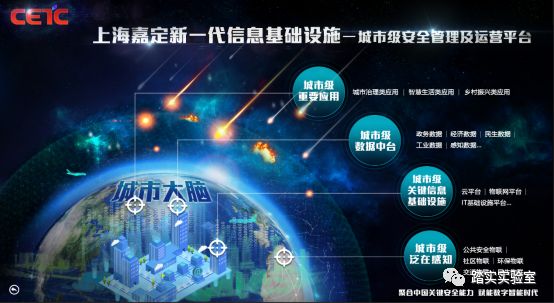 CETC
上海嘉定新一代信息基础设施—城市级安全管理及运营平台
城市级
重要应用
城市治理类应用 | 智慧生活类应用 | 乡村振兴类应用
城市级
数据中台
政务数据 | 经济数据 | 民生数据 |
工业数据 | 感知数据...
城市级
关键信息
基础设施
云平台 | 物联网平台 |
IT基础设施平台...
城市级
泛在感知
公共安全物联 |
社区物联 | 环保物联
城市大脑
踏实实验室
聚合中国关键安全能力 赋能数字智能时代